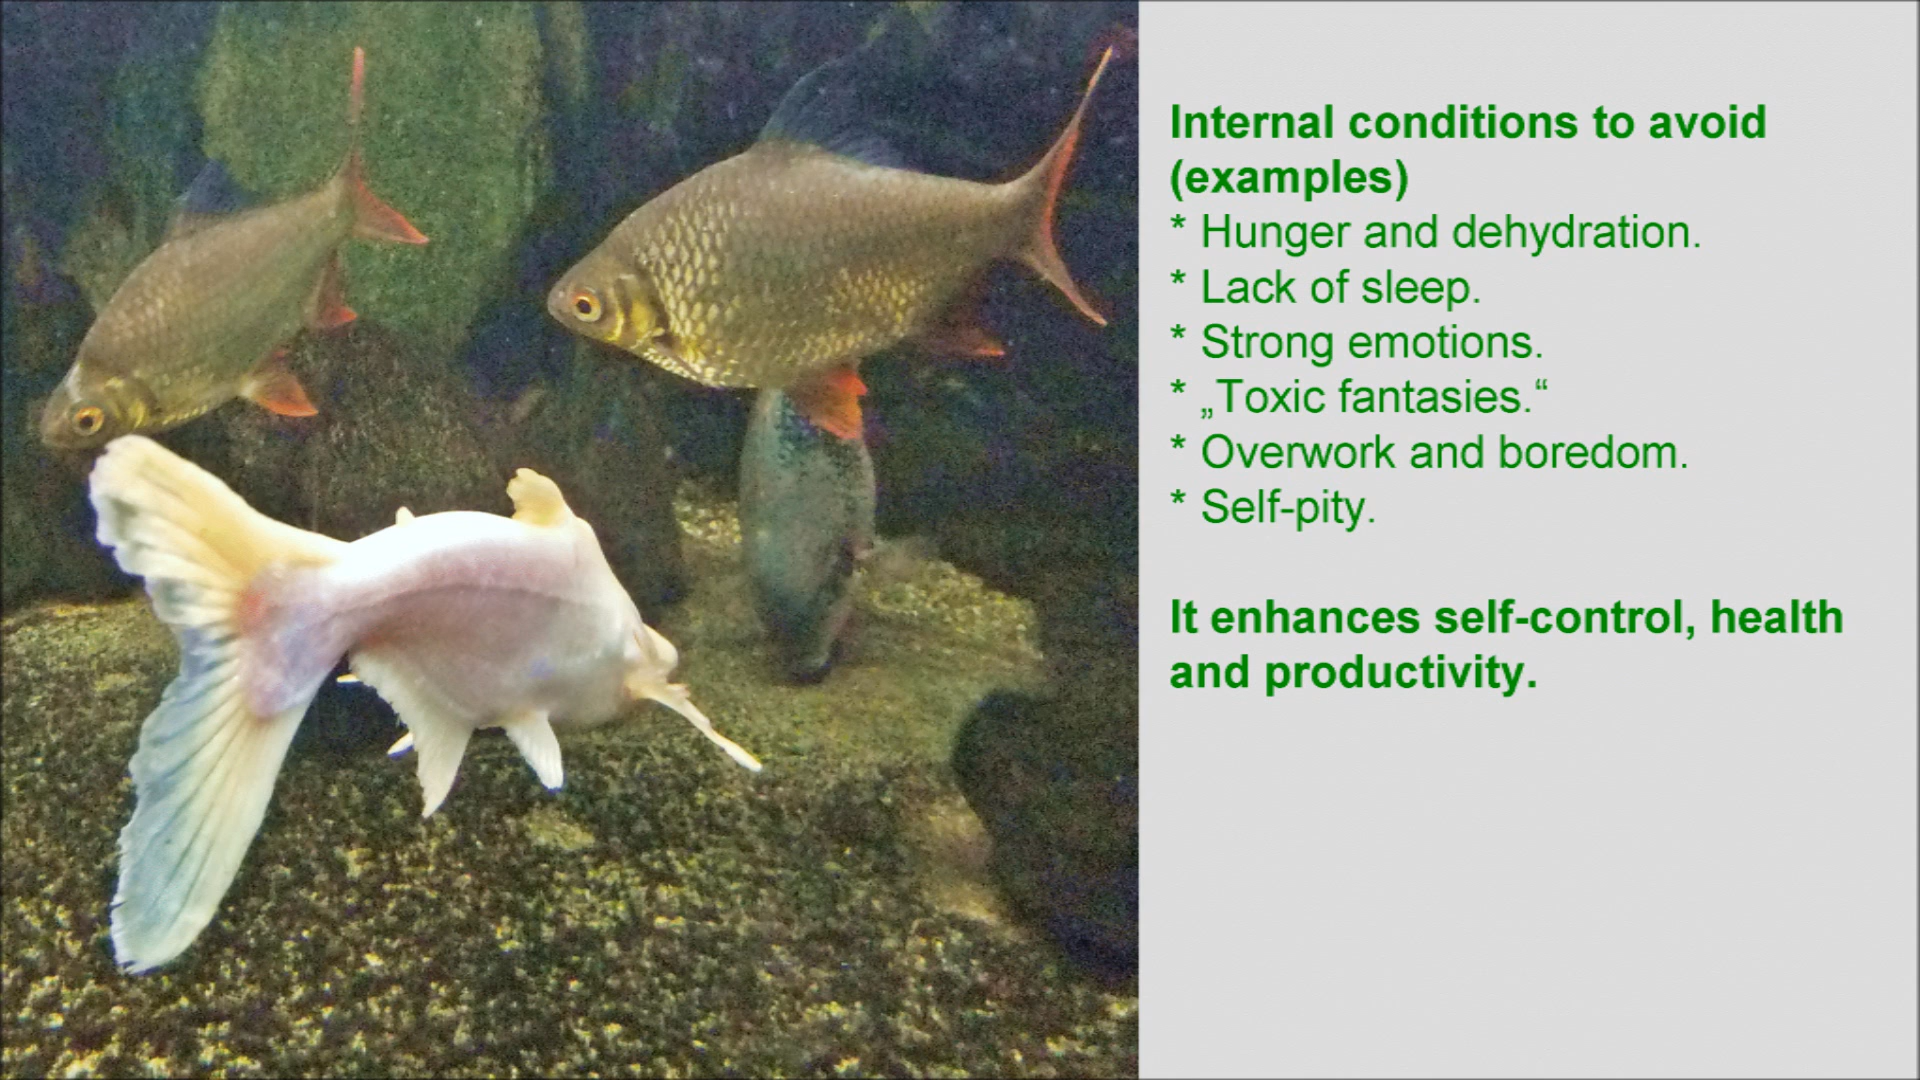 Internal conditions to avoid
(examples)
* Hunger and dehydration.
* Lack of sleep.
* Strong emotions.
* „Toxic fantasies.“
* Overwork and boredom.
* Self-pity.
It enhances self-control, health
and productivity.